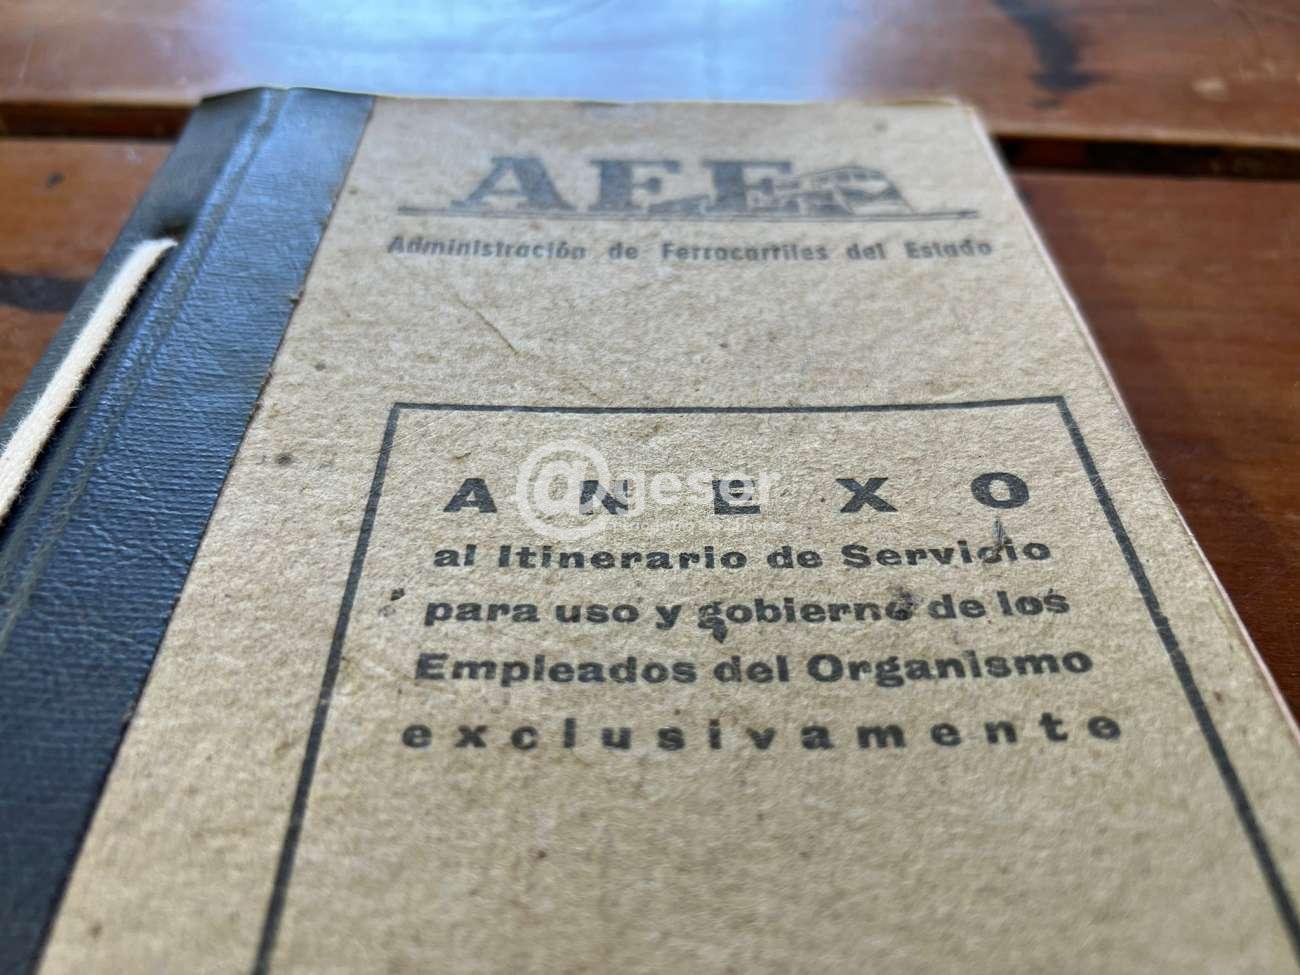 AFE
Administración de Ferrocarriles del Estado
ANEXO
@geser
al Itinerario de Servicio
para uso y gobierno de los
Empleados del Organismo
exclusivamente